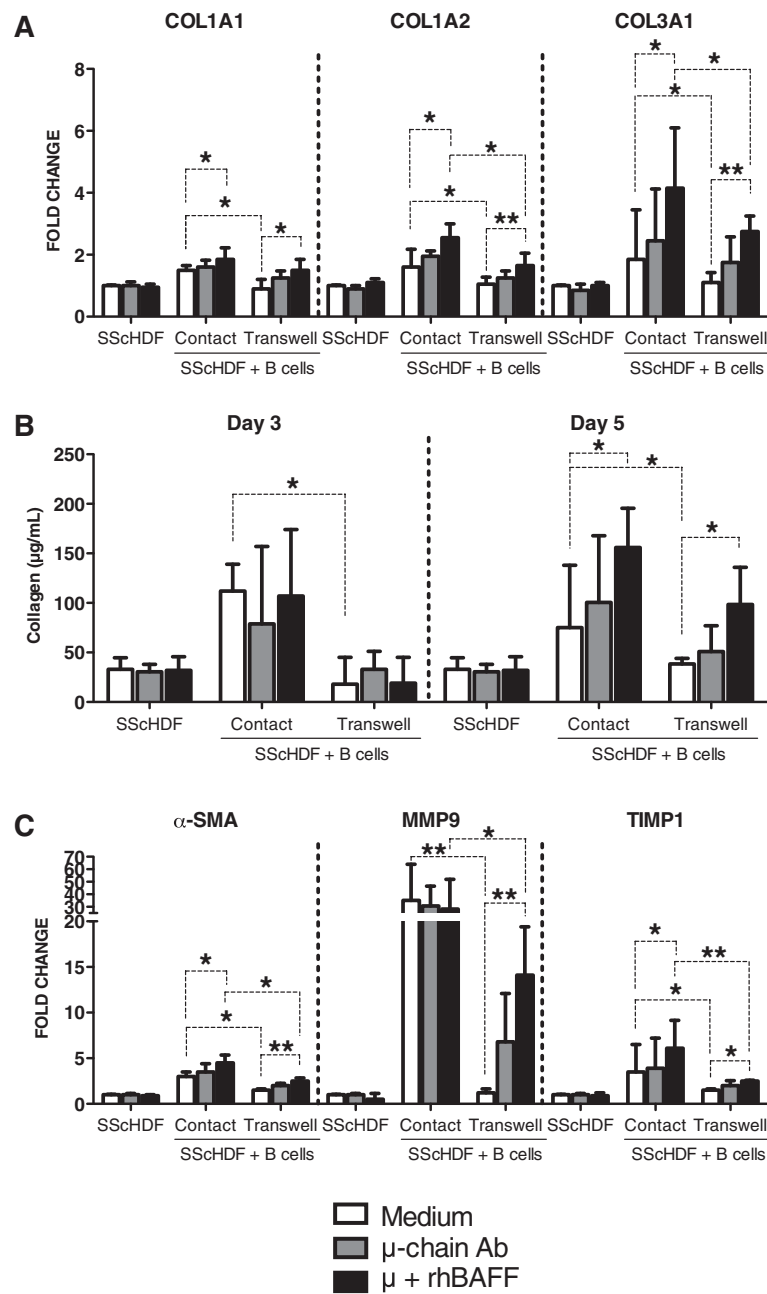 A
COL1A1 COL1A2 COL3A1
FOLD CHANGE
8
6
4
2
0
* * * * * * ** * * * **
SScHDF Contact Transwell SScHDF Contact Transwell SScHDF Contact Transwell
SScHDF + B cells SScHDF + B cells SScHDF + B cells
B
Day 3 Day 5
Collagen (µg/mL)
250
200
150
100
50
0
* * * *
SScHDF Contact Transwell SScHDF Contact Transwell
SScHDF + B cells SScHDF + B cells
C
α-SMA MMP9 TIMP1
FOLD CHANGE
70
60
50
40
30
20
15
10
5
0
* * * ** ** * ** * ** * *
SScHDF Contact Transwell SScHDF Contact Transwell SScHDF Contact Transwell
SScHDF + B cells SScHDF + B cells SScHDF + B cells
Medium
µ-chain Ab
µ + rhBAFF